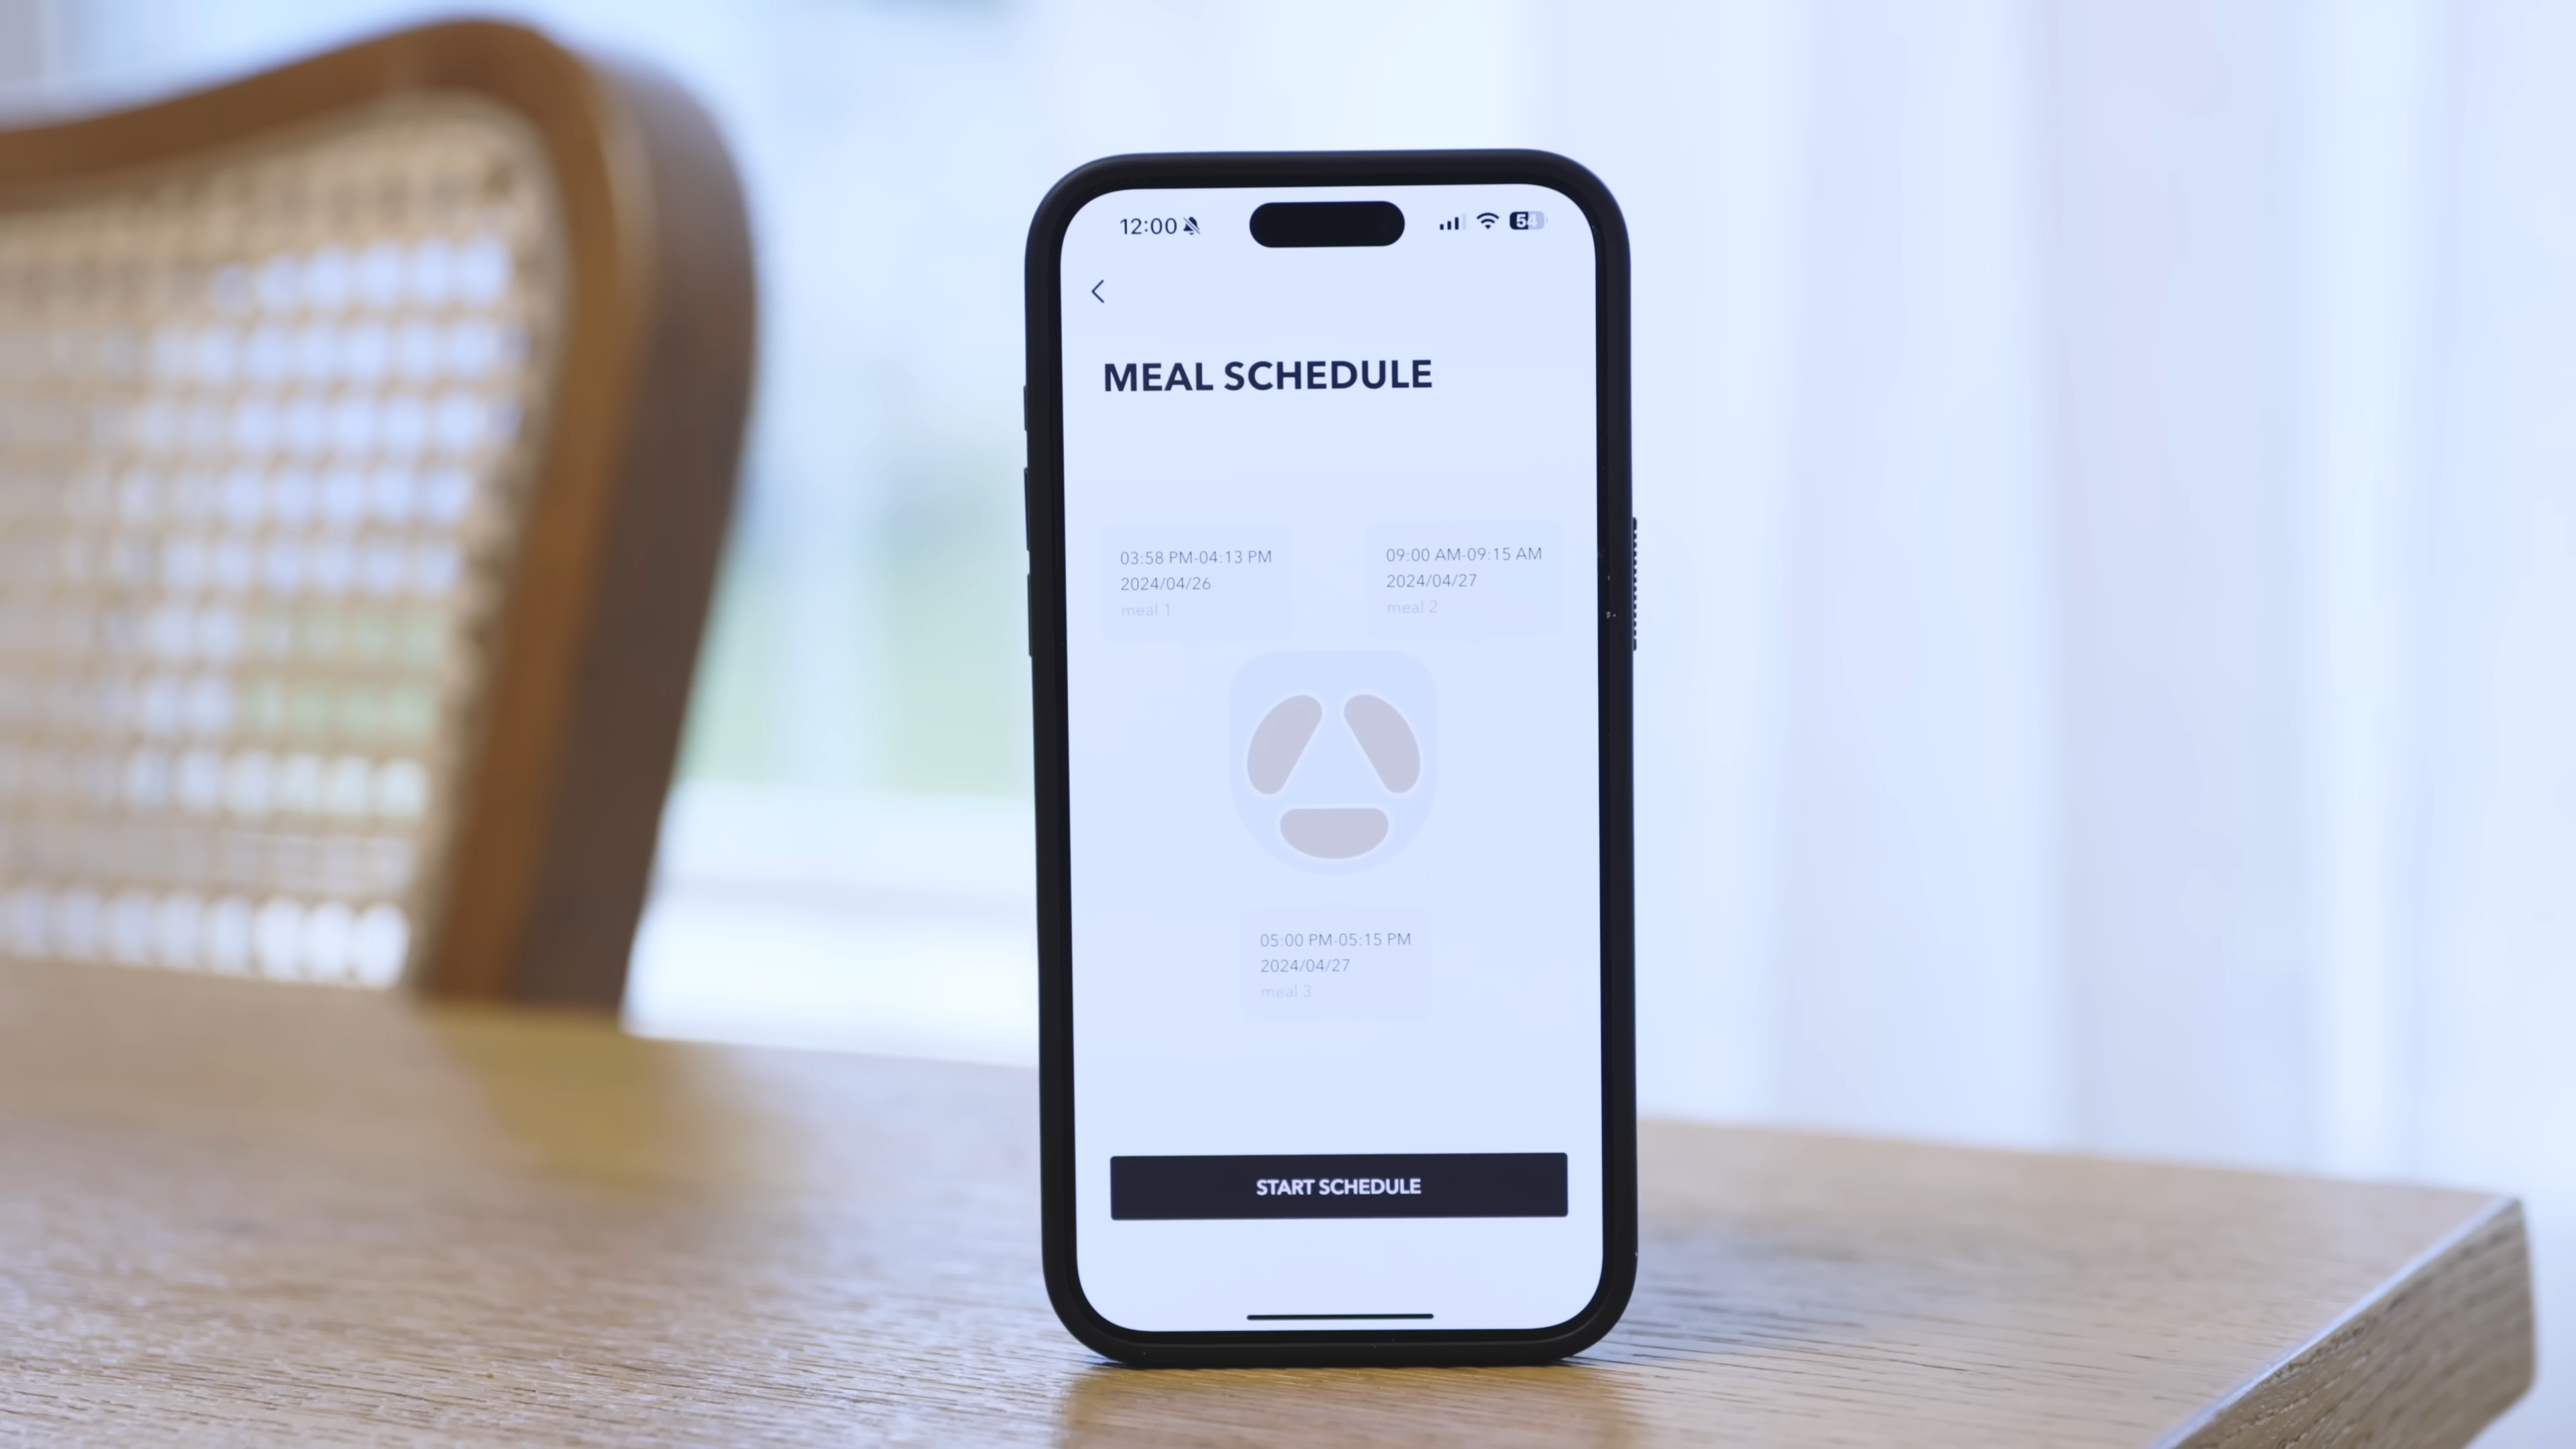 12:00
54
MEAL SCHEDULE
03:58 PM-04:13 PM
2024/04/26
meal 1
09:00 AM-09:15 AM
2024/04/27
meal 2
05:00 PM-05:15 PM
2024/04/27
meal 3
START SCHEDULE